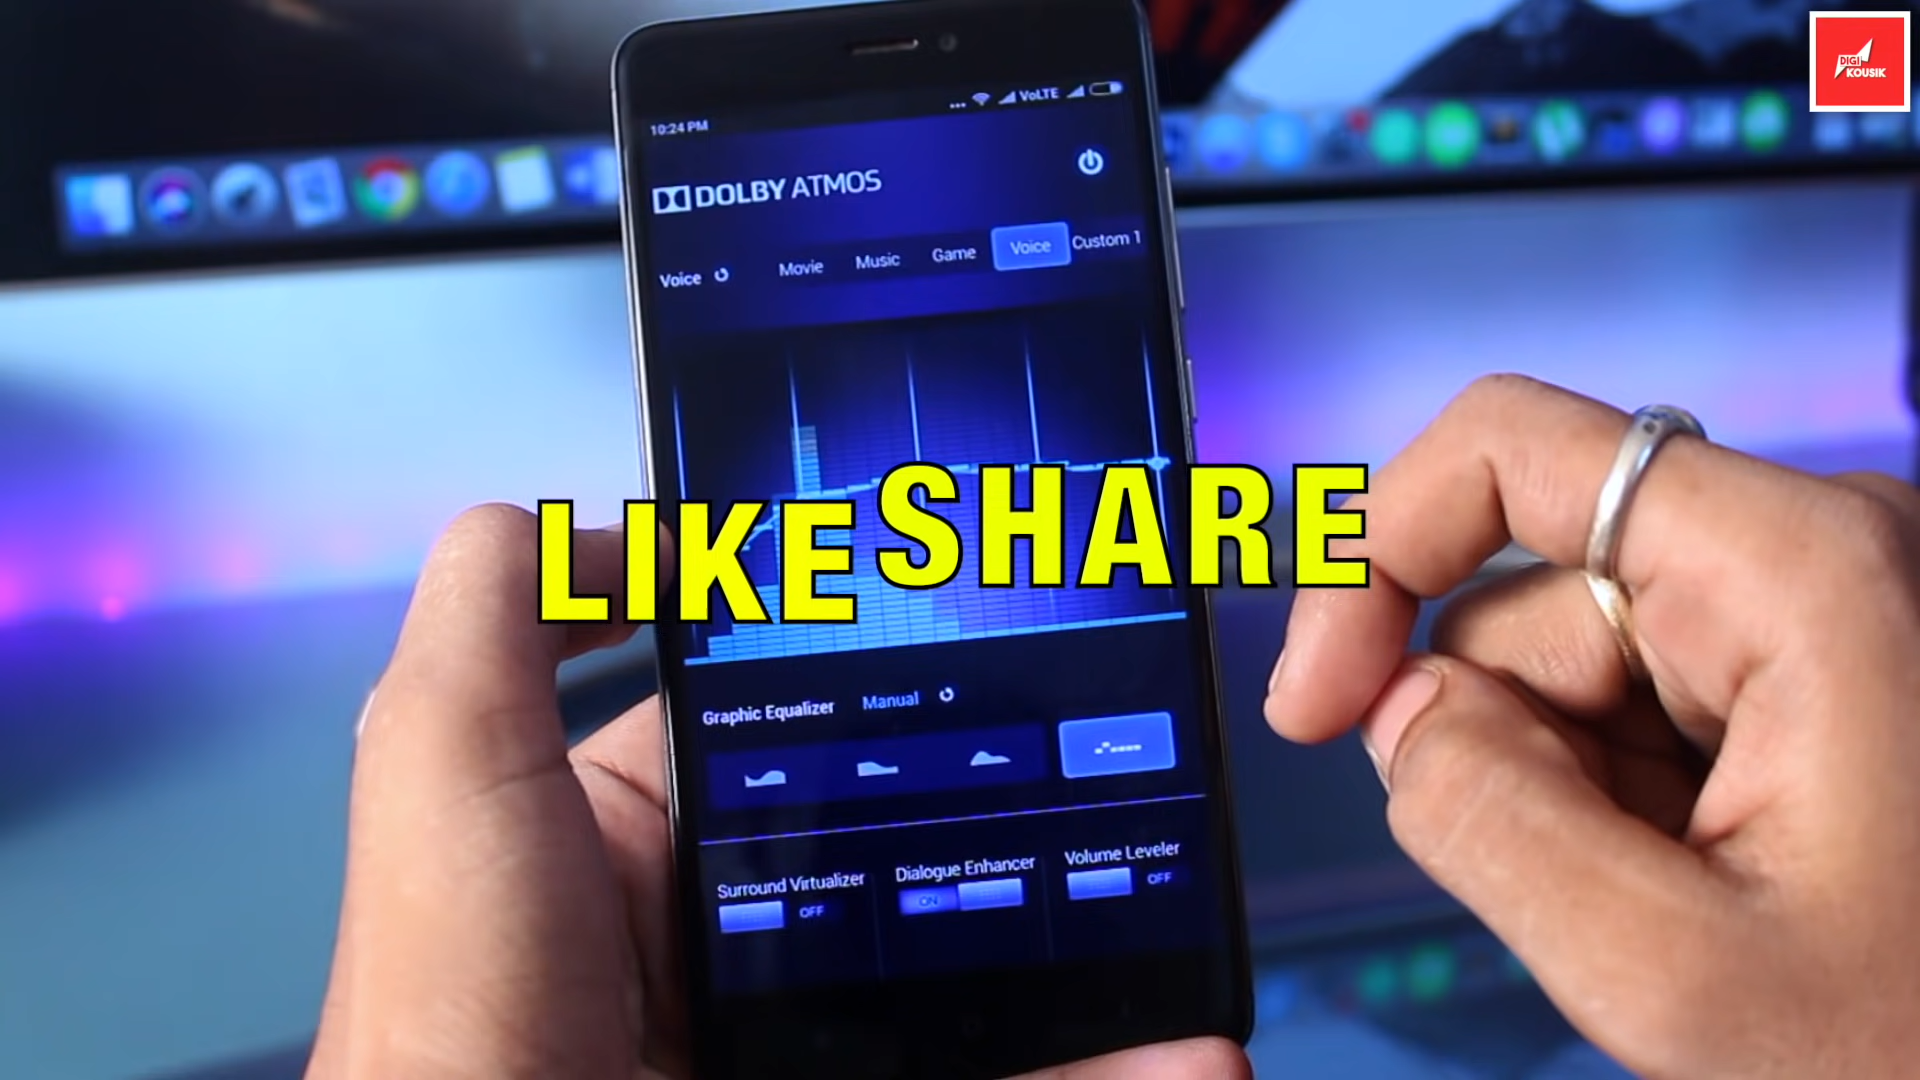 DIGI
KOUSIK
10:24 PM
VoLTE
DOLBY ATMOS
Voice
Movie
Music
Game
Voice
Custom 1
LIKE SHARE
Graphic Equalizer
Manual
Surround Virtualizer
OFF
Dialogue Enhancer
ON
Volume Leveler
OFF